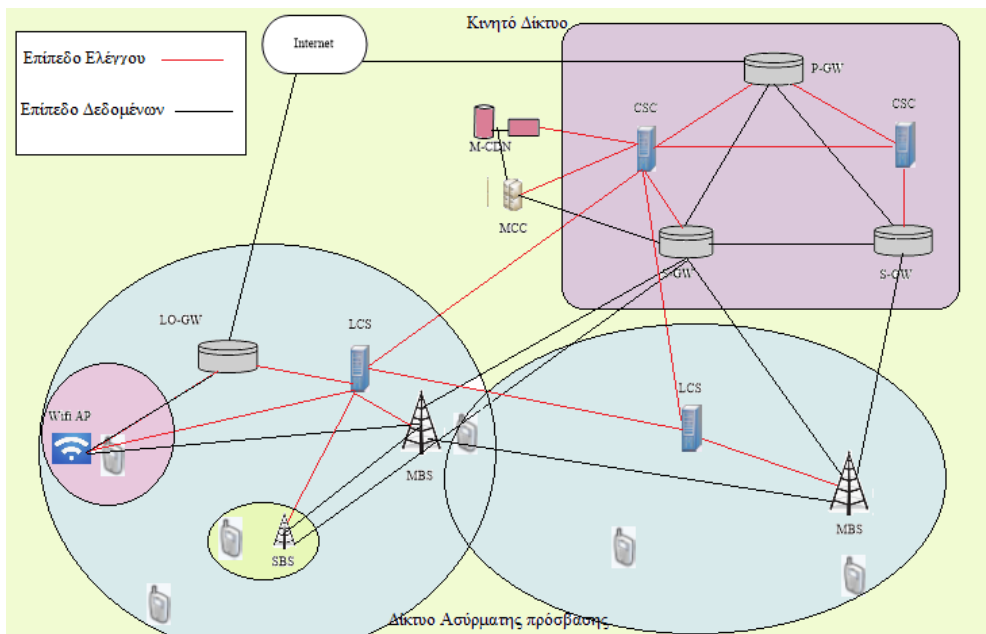 Κινητό Δίκτυο
Internet
Επίπεδο Ελέγχου
Επίπεδο Δεδομένων
P-GW
CSC
CSC
M-CDN
MCC
S-GW
S-GW
LO-GW
LCS
LCS
Wifi AP
MBS
MBS
SBS
Δίκτυο Ασύρματης πρόσβασης